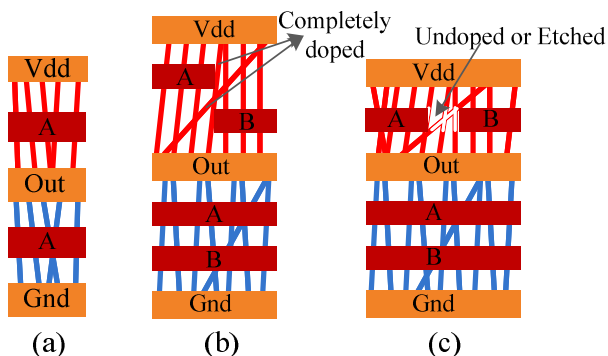 Vdd
A
Out
A
Gnd
(a)
Completely
doped
Vdd
A
B
Out
A
B
Gnd
(b)
Undoped or Etched
Vdd
A
B
Out
A
B
Gnd
(c)